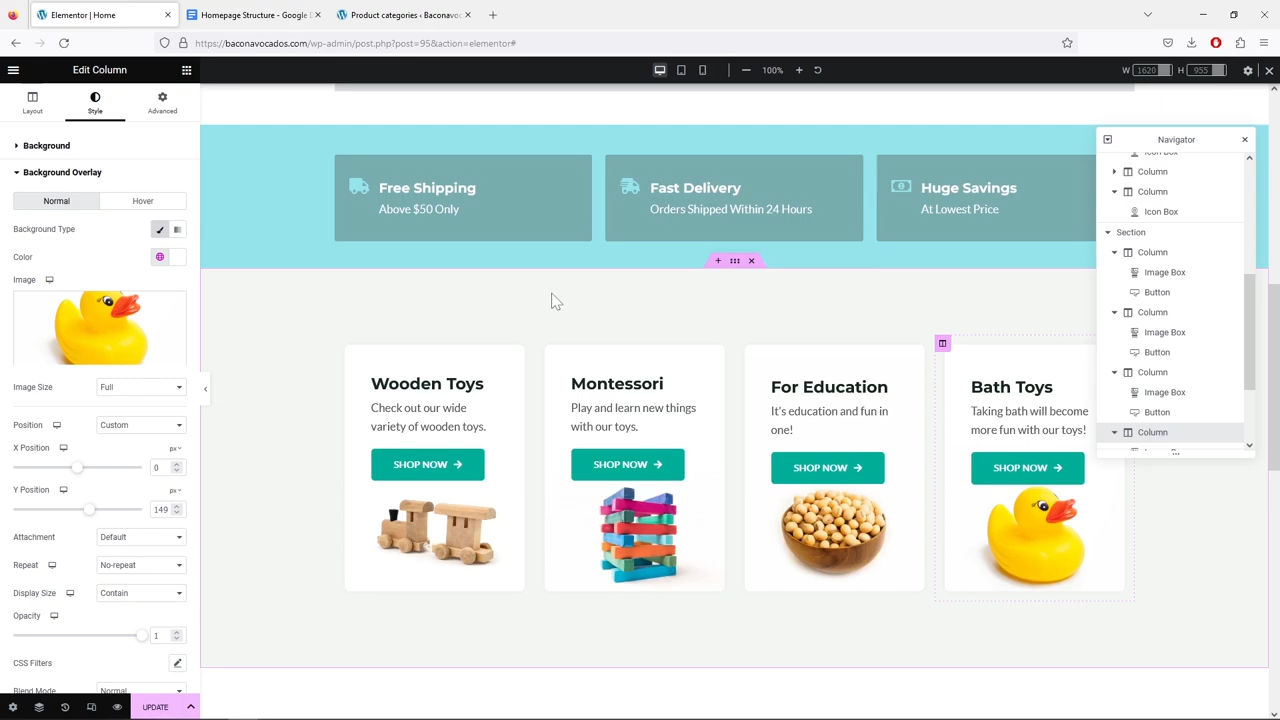 Elementor | Home
Homepage Structure - Google D
Product categories ‹ Baconavoc
https://baconavocados.com/wp-admin/post.php?post=95&action=elementor#
Edit Column
100%
W 1620
H 955
Layout
Style
Advanced
Background
Background Overlay
Normal
Hover
Background Type
Color
Image
Image Size
Full
Position
Custom
X Position
px
0
Y Position
px
149
Attachment
Default
Repeat
No-repeat
Display Size
Contain
Opacity
1
CSS Filters
Blend Mode
Normal
UPDATE
Free Shipping
Above $50 Only
Fast Delivery
Orders Shipped Within 24 Hours
Huge Savings
At Lowest Price
Wooden Toys
Check out our wide
variety of wooden toys.
SHOP NOW
Montessori
Play and learn new things
with our toys.
SHOP NOW
For Education
It's education and fun in
one!
SHOP NOW
Bath Toys
Taking bath will become
more fun with our toys!
SHOP NOW
Navigator
Icon Box
Column
Column
Icon Box
Section
Column
Image Box
Button
Column
Image Box
Button
Column
Image Box
Button
Column